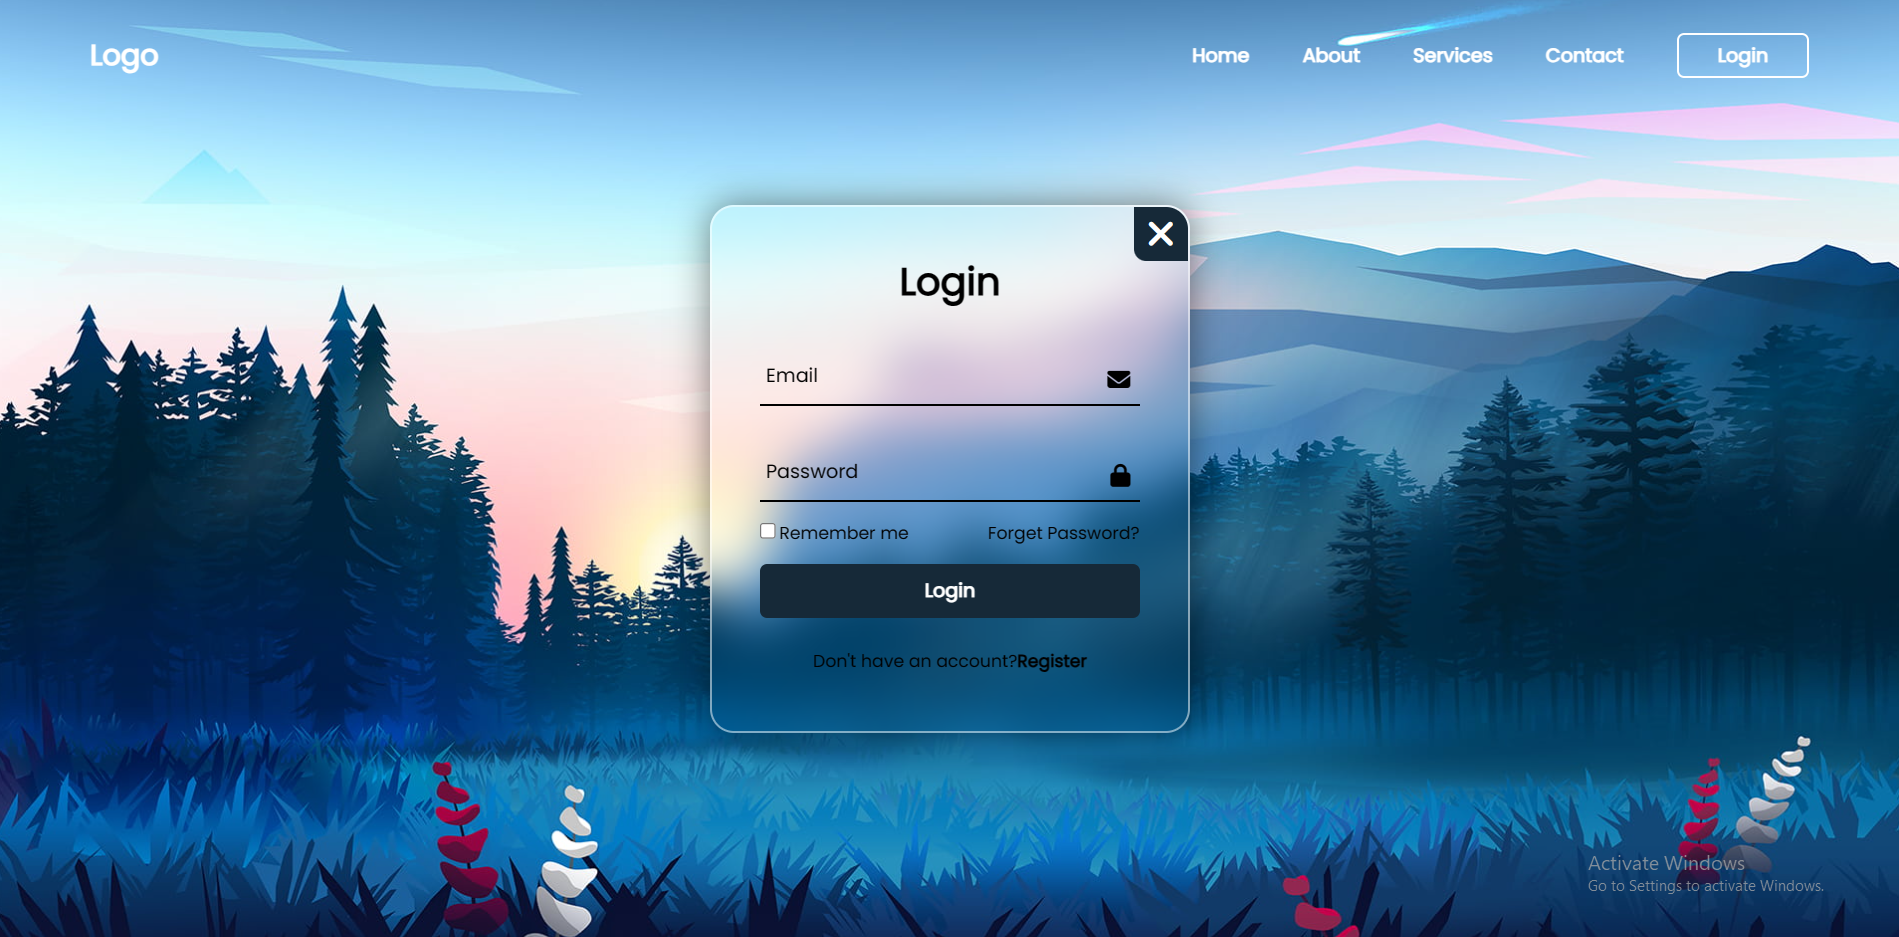 Logo
Home About Services Contact Login
Login
Email
Password
Remember me Forget Password?
Login
Don't have an account?Register
Activate Windows
Go to Settings to activate Windows.